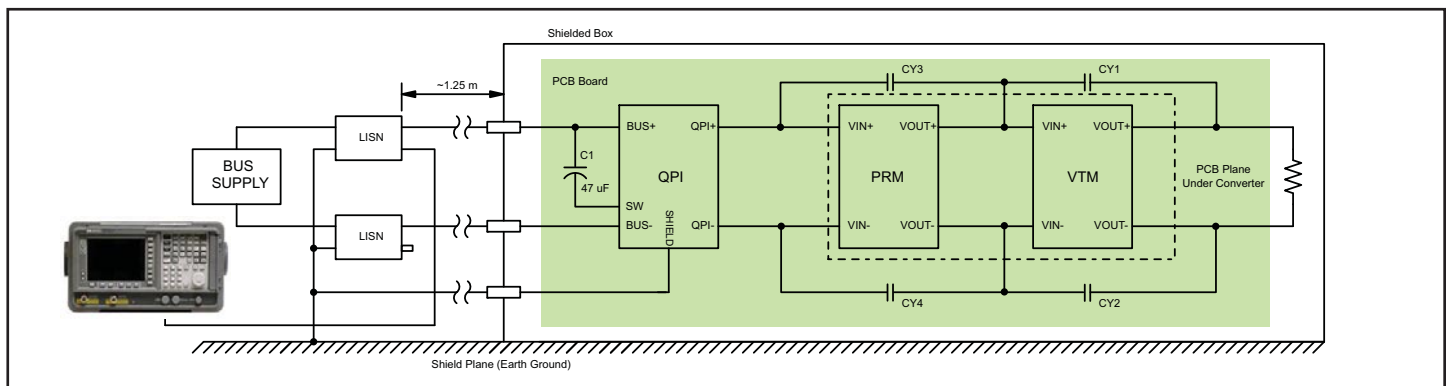 Shielded Box
~1.25 m
PCB Board
CY3
CY1
LISN
BUS+
QPI+
VIN+
VOUT+
VIN+
VOUT+
C1
47 uF
BUS
SUPPLY
QPI
PRM
VTM
PCB Plane
Under Converter
SW
LISN
BUS-
SHIELD
QPI-
VIN-
VOUT-
VIN-
VOUT-
CY4
CY2
Shield Plane (Earth Ground)